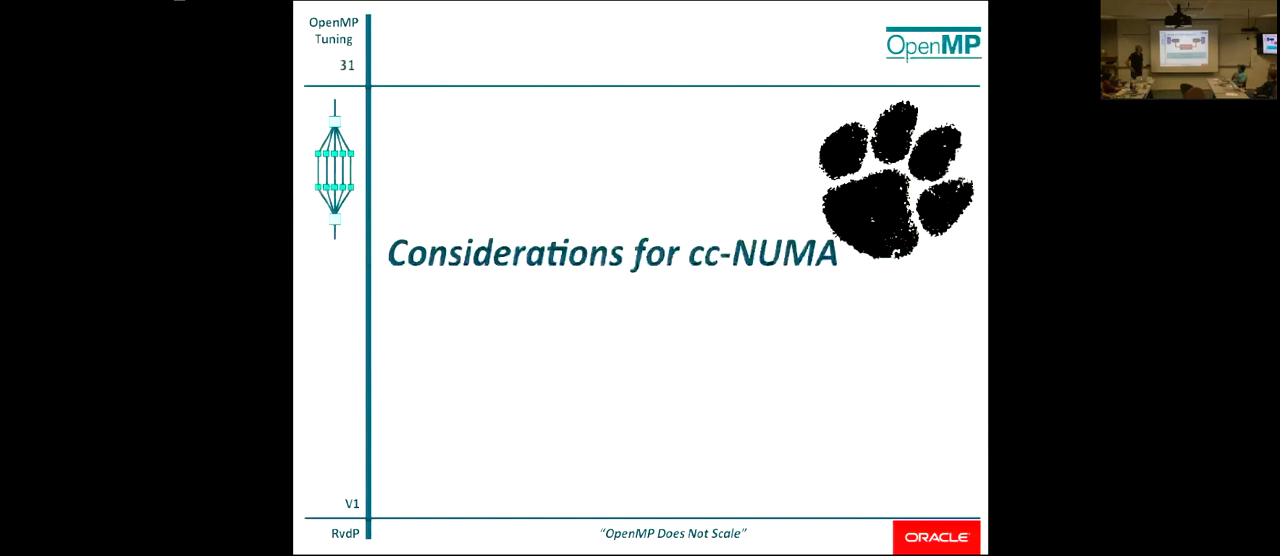 OpenMP
Tuning
31
OpenMP
Considerations for cc-NUMA
V1
RvdP
"OpenMP Does Not Scale"
ORACLE